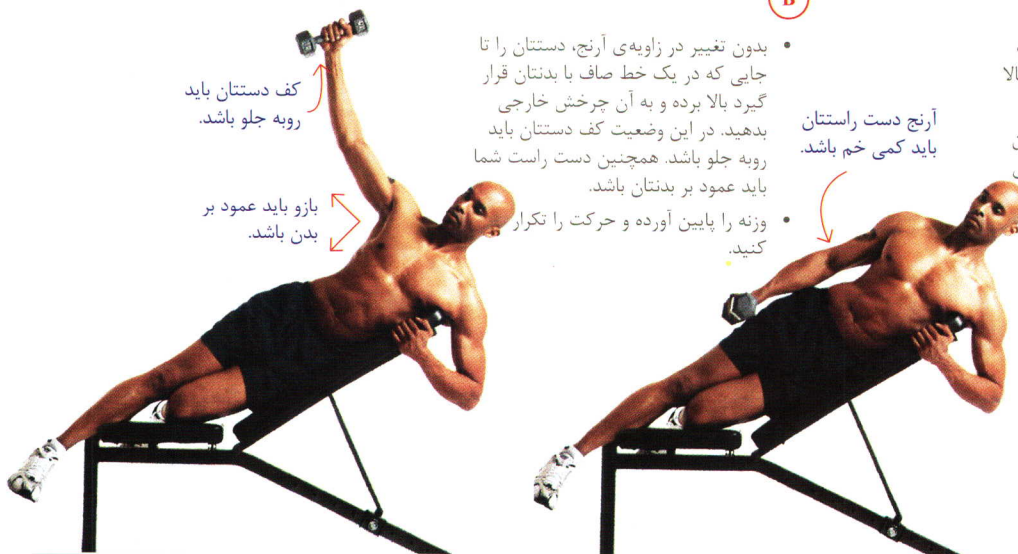 B
• بدون تغییر در زاویه‌ی آرنج، دستتان را تا
جایی که در یک خط صاف با بدنتان قرار
گیرد بالا برده و به آن چرخش خارجی
بدهید. در این وضعیت کف دستتان باید
روبه جلو باشد. همچنین دست راست شما
باید عمود بر بدنتان باشد.
• وزنه را پایین آورده و حرکت را تکرار
کنید.
آرنج دست راستتان
باید کمی خم باشد.
کف دستتان باید
روبه جلو باشد.
بازو باید عمود بر
بدن باشد.